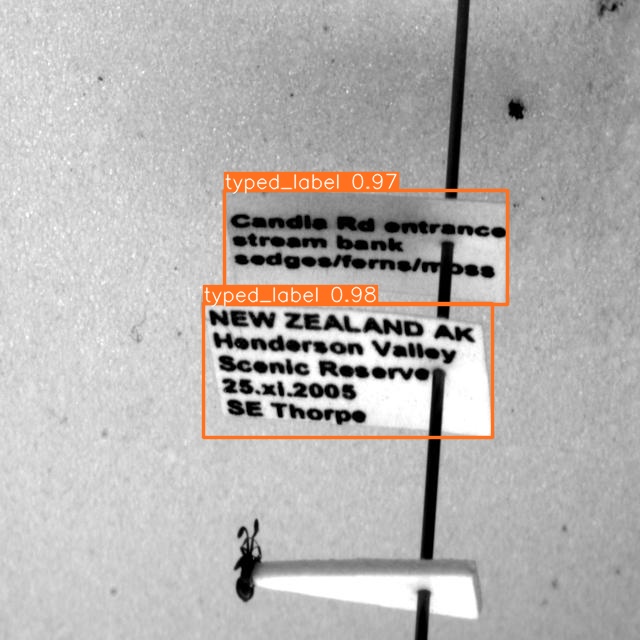 typed_label 0.97
Candia Rd entrance
stream bank
sedges/ferns/moss
typed_label 0.98
NEW ZEALAND AK
Henderson Valley
Scenic Reserve
25.xi.2005
SE Thorpe